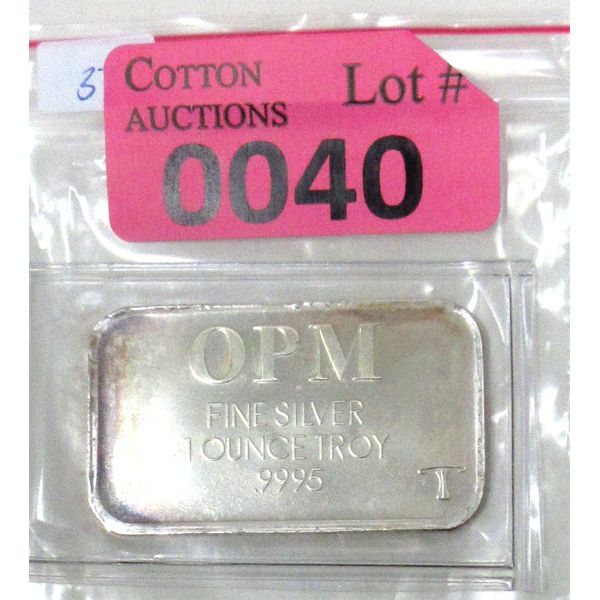 COTTON
AUCTIONS
Lot #
0040
OPM
FINE SILVER
1 OUNCE TROY
.9995